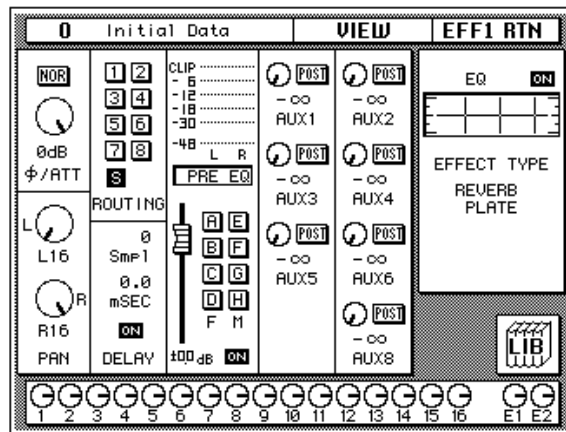 0 Initial Data VIEW EFF1 RTN
NOR
0dB
ϕ/ATT
1 2
3 4
5 6
7 8
S
ROUTING
CLIP
- 6
-12
-18
-30
-48
L R
PRE EQ
L
L16
R
R16
PAN
0
Smpl
0.0
mSEC
ON
DELAY
A E
B F
C G
D H
F M
±00 dB ON
POST
-∞
AUX1
POST
-∞
AUX2
POST
-∞
AUX3
POST
-∞
AUX4
POST
-∞
AUX5
POST
-∞
AUX6
POST
-∞
AUX8
EQ ON
EFFECT TYPE
REVERB
PLATE
LIB
1 2 3 4 5 6 7 8 9 10 11 12 13 14 15 16 E1 E2